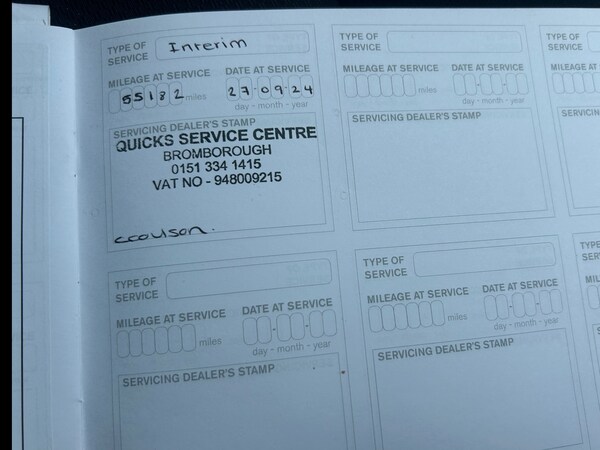 TYPE OF SERVICE Interim
MILEAGE AT SERVICE
55182 miles
DATE AT SERVICE
27-09-24
day - month - year
SERVICING DEALER'S STAMP
QUICKS SERVICE CENTRE
BROMBOROUGH
0151 334 1415
VAT NO - 948009215
ccoulson.
TYPE OF SERVICE
MILEAGE AT SERVICE
miles
DATE AT SERVICE
day - month - year
SERVICING DEALER'S STAMP
TYPE OF SERVICE
TYPE OF SERVICE
MILEAGE AT SERVICE
miles
DATE AT SERVICE
day - month - year
SERVICING DEALER'S STAMP
TYPE OF SERVICE
MILEAGE AT SERVICE
miles
DATE AT SERVICE
day - month - year
SERVICING DEALER'S STAMP